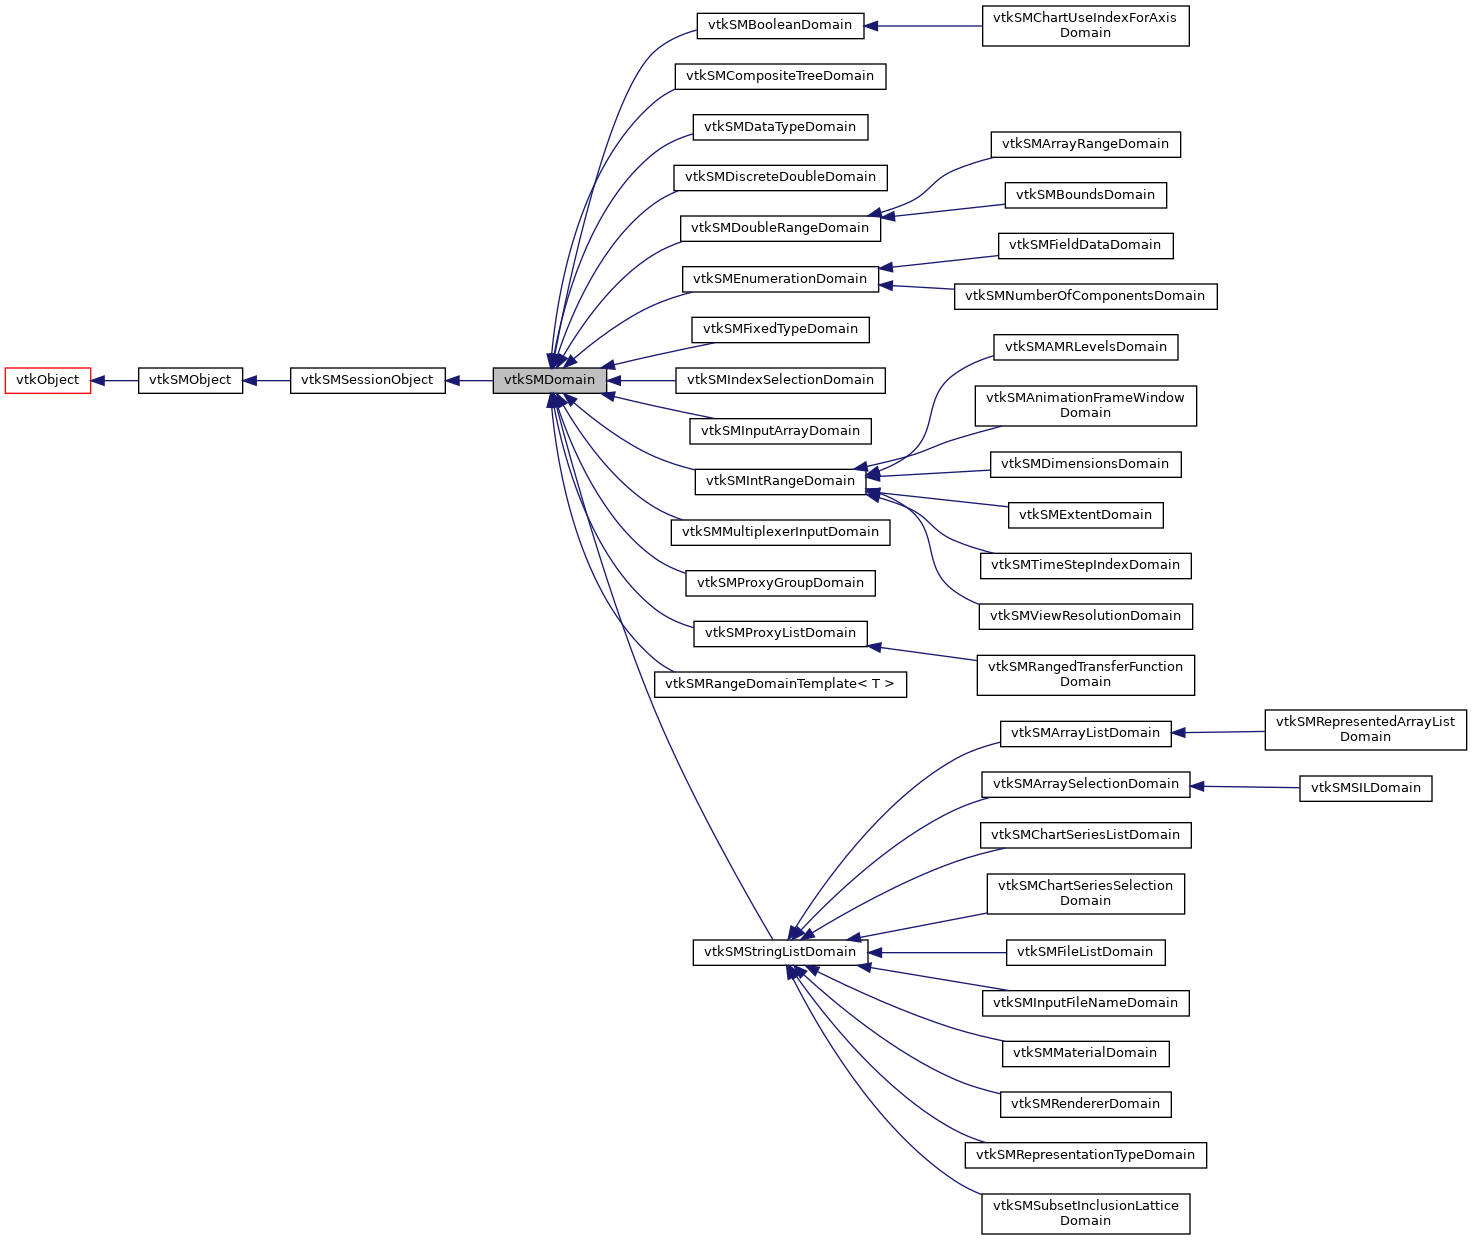 vtkObject
vtkSMObject
vtkSMSessionObject
vtkSMDomain
vtkSMBooleanDomain
vtkSMChartUseIndexForAxis
Domain
vtkSMCompositeTreeDomain
vtkSMDataTypeDomain
vtkSMDiscreteDoubleDomain
vtkSMDoubleRangeDomain
vtkSMArrayRangeDomain
vtkSMBoundsDomain
vtkSMEnumerationDomain
vtkSMFieldDataDomain
vtkSMNumberOfComponentsDomain
vtkSMFixedTypeDomain
vtkSMIndexSelectionDomain
vtkSMInputArrayDomain
vtkSMIntRangeDomain
vtkSMAMRLevelsDomain
vtkSMAnimationFrameWindow
Domain
vtkSMDimensionsDomain
vtkSMExtentDomain
vtkSMTimeStepIndexDomain
vtkSMViewResolutionDomain
vtkSMMultiplexerInputDomain
vtkSMProxyGroupDomain
vtkSMProxyListDomain
vtkSMRangedTransferFunction
Domain
vtkSMRangeDomainTemplate< T >
vtkSMStringListDomain
vtkSMArrayListDomain
vtkSMRepresentedArrayList
Domain
vtkSMArraySelectionDomain
vtkSMSILDomain
vtkSMChartSeriesListDomain
vtkSMChartSeriesSelection
Domain
vtkSMFileListDomain
vtkSMInputFileNameDomain
vtkSMMaterialDomain
vtkSMRendererDomain
vtkSMRepresentationTypeDomain
vtkSMSubsetInclusionLattice
Domain